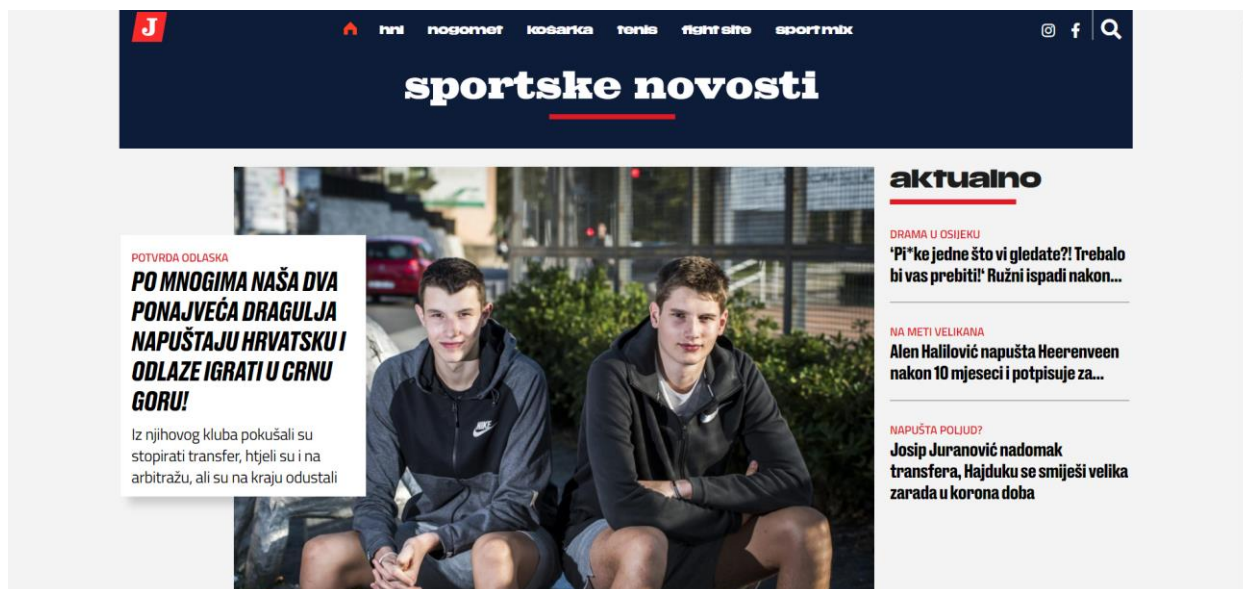 J
hnl nogomet košarka tenis fight site sport mix
sportske novosti
POTVRDA ODLASKA
PO MNOGIMA NAŠA DVA
PONAJVEĆA DRAGULJA
NAPUŠTAJU HRVATSKU I
ODLAZE IGRATI U CRNU
GORU!
Iz njihovog kluba pokušali su
stopirati transfer, htjeli su i na
arbitražu, ali su na kraju odustali
NIKE
aktualno
DRAMA U OSIJEKU
‘Pi*ke jedne što vi gledate?! Trebalo
bi vas prebiti!‘ Ružni ispadi nakon...
NA METI VELIKANA
Alen Halilović napušta Heerenveen
nakon 10 mjeseci i potpisuje za...
NAPUŠTA POLJUD?
Josip Juranović nadomak
transfera, Hajduku se smiješi velika
zarada u korona doba